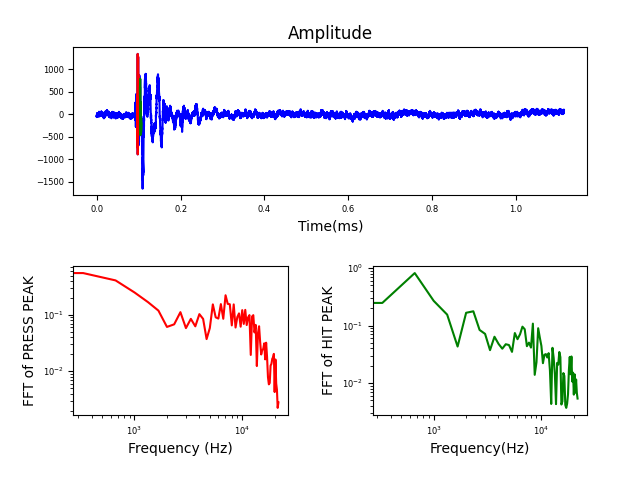 Amplitude
1000
500
0
−500
−1000
−1500
0.0 0.2 0.4 0.6 0.8 1.0
Time(ms)
FFT of PRESS PEAK
10⁻¹
10⁻²
10³ 10⁴
Frequency (Hz)
FFT of HIT PEAK
10⁰
10⁻¹
10⁻²
10³ 10⁴
Frequency(Hz)